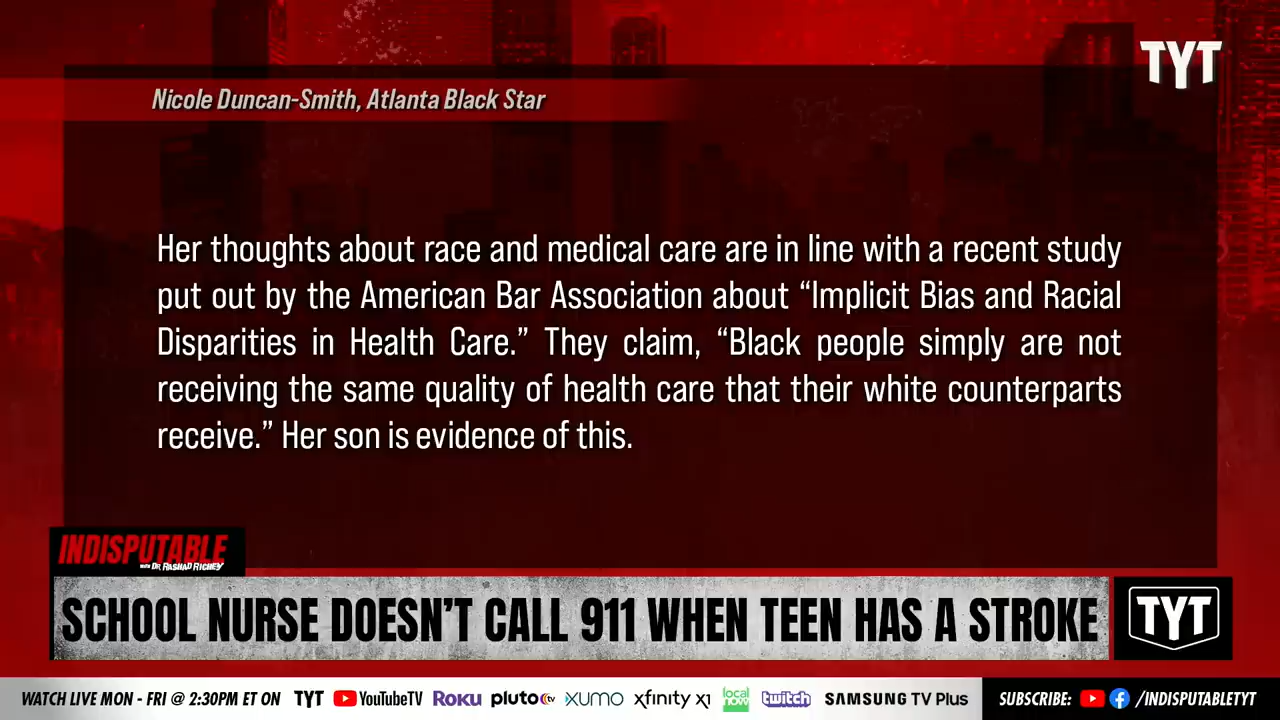 TYT
Nicole Duncan-Smith, Atlanta Black Star
Her thoughts about race and medical care are in line with a recent study
put out by the American Bar Association about “Implicit Bias and Racial
Disparities in Health Care.” They claim, “Black people simply are not
receiving the same quality of health care that their white counterparts
receive.” Her son is evidence of this.
INDISPUTABLE
WITH DR. RASHAD RICHEY
SCHOOL NURSE DOESN’T CALL 911 WHEN TEEN HAS A STROKE
TYT
WATCH LIVE MON - FRI @ 2:30PM ET ON TYT YouTubeTV Roku pluto tv xumo xfinity x1 local now twitch SAMSUNG TV Plus SUBSCRIBE: /INDISPUTABLETYT